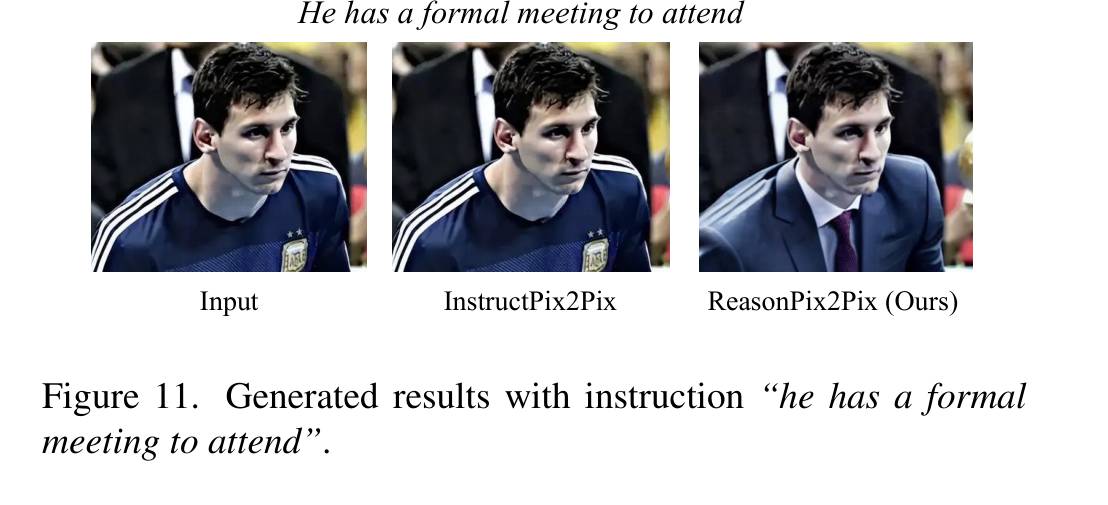 He has a formal meeting to attend
Input
InstructPix2Pix
ReasonPix2Pix (Ours)
Figure 11. Generated results with instruction “he has a formal
meeting to attend”.